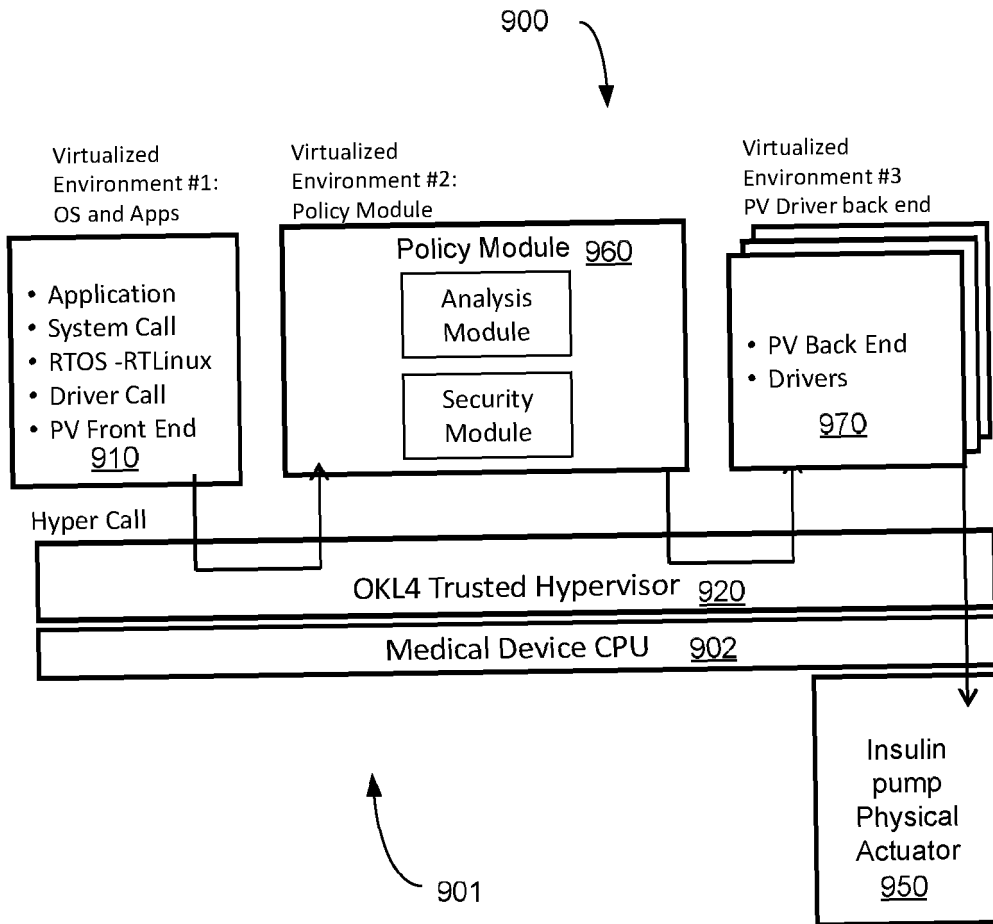 900
Virtualized
Environment #1:
OS and Apps
Virtualized
Environment #2:
Policy Module
Virtualized
Environment #3
PV Driver back end
• Application
• System Call
• RTOS -RTLinux
• Driver Call
• PV Front End
910
Policy Module 960
Analysis
Module
Security
Module
• PV Back End
• Drivers
970
Hyper Call
OKL4 Trusted Hypervisor 920
Medical Device CPU 902
Insulin
pump
Physical
Actuator
950
901